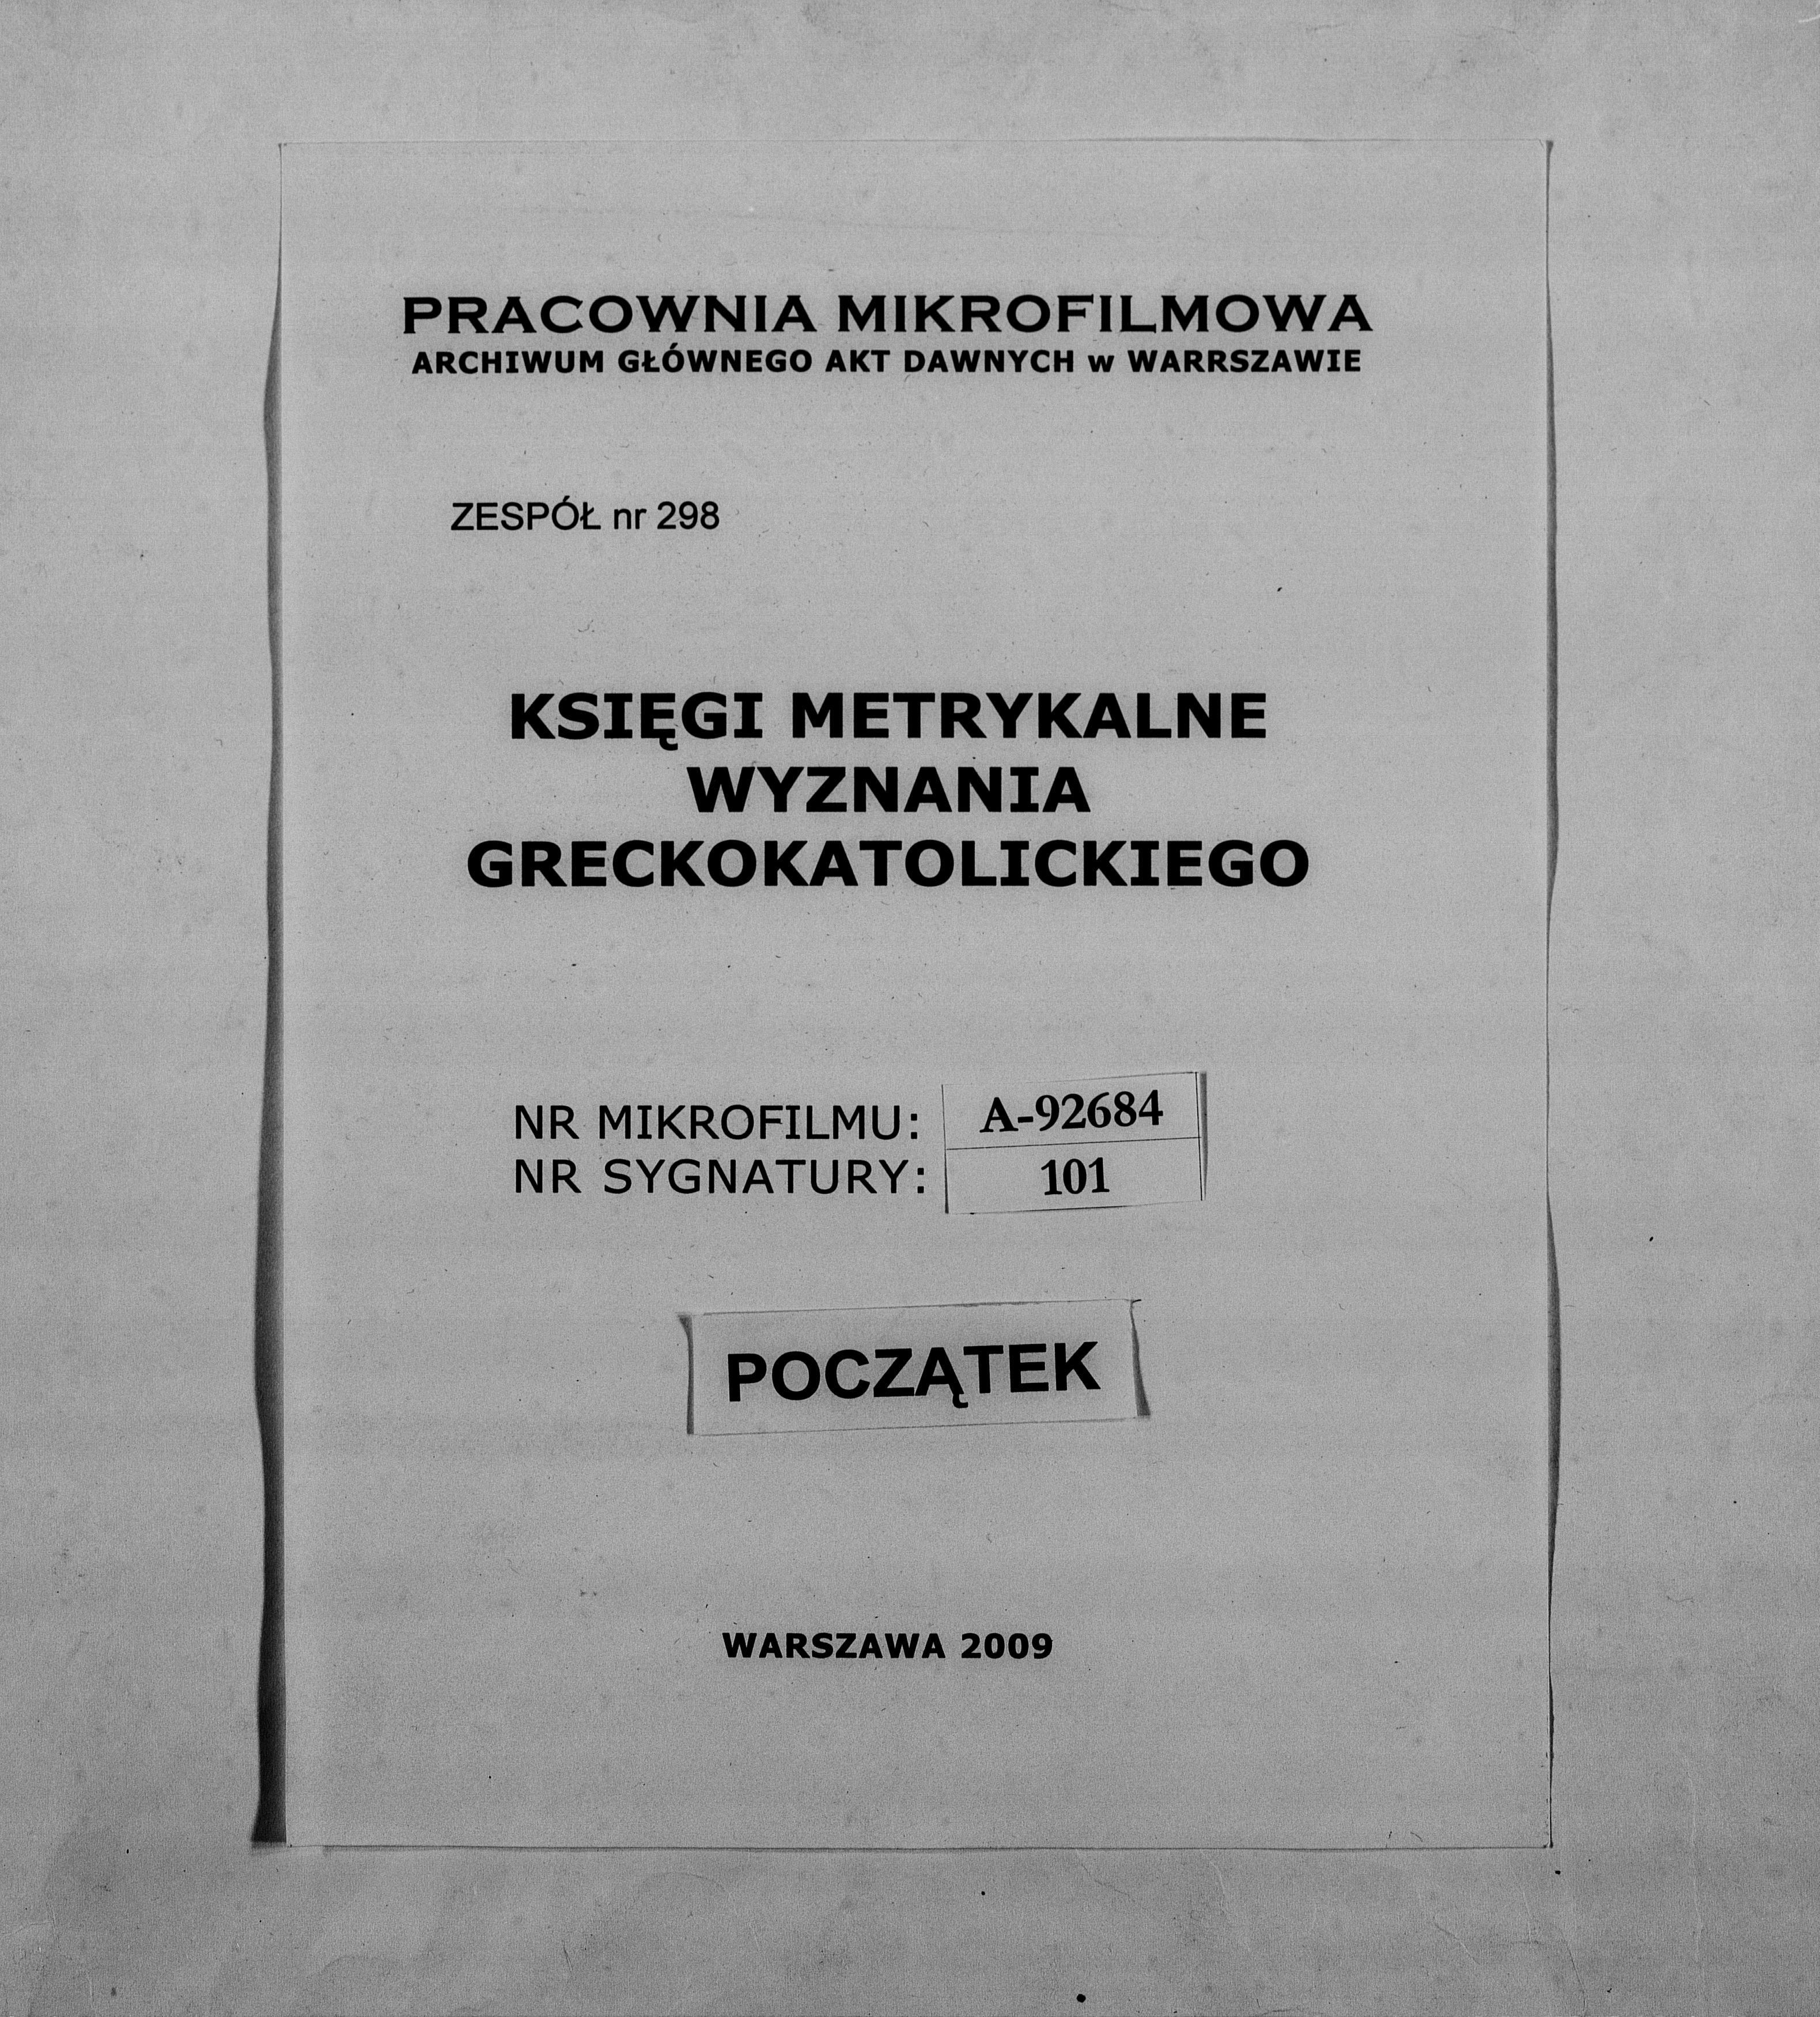 PRACOWNIA MIKROFILMOWA
ARCHIWUM GŁÓWNEGO AKT DAWNYCH w WARRSZAWIE
ZESPÓŁ nr 298
KSIĘGI METRYKALNE
WYZNANIA
GRECKOKATOLICKIEGO
NR MIKROFILMU: A-92684
NR SYGNATURY: 101
POCZĄTEK
WARSZAWA 2009